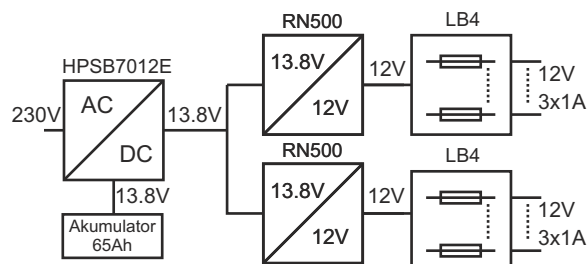 RN500
LB4
HPSB7012E
13.8V
12V
12V
12V
3x1A
AC
DC
230V
13.8V
RN500
LB4
13.8V
12V
12V
12V
3x1A
13.8V
Akumulator
65Ah